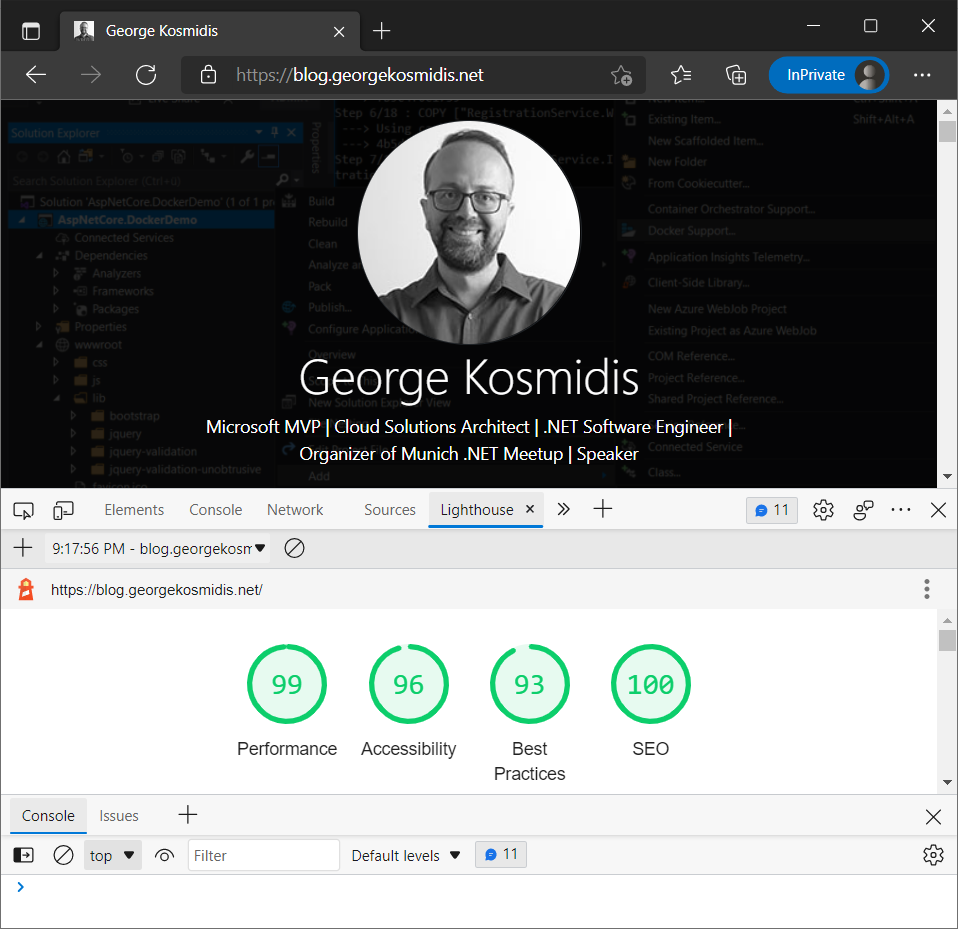 George Kosmidis
https://blog.georgekosmidis.net
InPrivate
Solution Explorer
Search Solution Explorer (Ctrl+ü)
Solution 'AspNetCore.DockerDemo' (1 of 1 pr
AspNetCore.DockerDemo
Connected Services
Dependencies
Analyzers
Frameworks
Packages
Properties
wwwroot
css
js
lib
bootstrap
jquery
jquery-validation
jquery-validation-unobtrusive
favicon.ico
Properties
Step 6/18 : COPY ["RegistrationService.W
---> Using
Step 7/
Service.I
Build
Rebuild
Clean
Analyze an
Pack
Publish...
Configure Applicatio
Overview
New Solution Explorer View
Add
Existing Item... Shift+Alt+A
New Scaffolded Item...
New Folder
From Cookiecutter...
Container Orchestrator Support...
Docker Support...
Application Insights Telemetry...
Client-Side Library...
New Azure WebJob Project
Existing Project as Azure WebJob
COM Reference...
Project Reference...
Shared Project Reference...
Connected Service
Class...
George Kosmidis
Microsoft MVP | Cloud Solutions Architect | .NET Software Engineer |
Organizer of Munich .NET Meetup | Speaker
Elements Console Network Sources Lighthouse 11
9:17:56 PM - blog.georgekosm
https://blog.georgekosmidis.net/
99 96 93 100
Performance Accessibility Best Practices SEO
Console Issues
top Filter Default levels 11